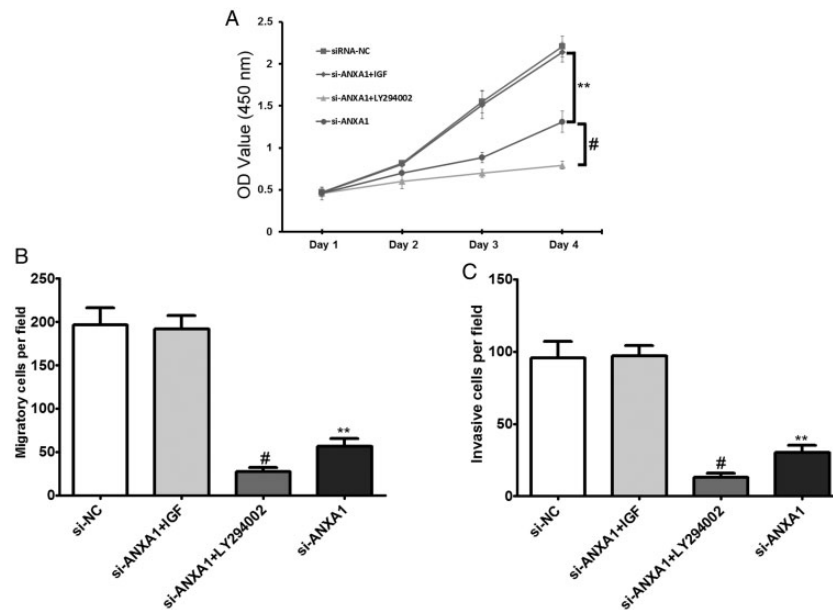 A
siRNA-NC
si-ANXA1+IGF
si-ANXA1+LY294002
si-ANXA1
OD Value (450 nm)
2.5
2
1.5
1
0.5
0
**
#
Day 1
Day 2
Day 3
Day 4
B
Migratory cells per field
250
200
150
100
50
0
#
**
si-NC
si-ANXA1+IGF
si-ANXA1+LY294002
si-ANXA1
C
Invasive cells per field
150
100
50
0
#
**
si-NC
si-ANXA1+IGF
si-ANXA1+LY294002
si-ANXA1